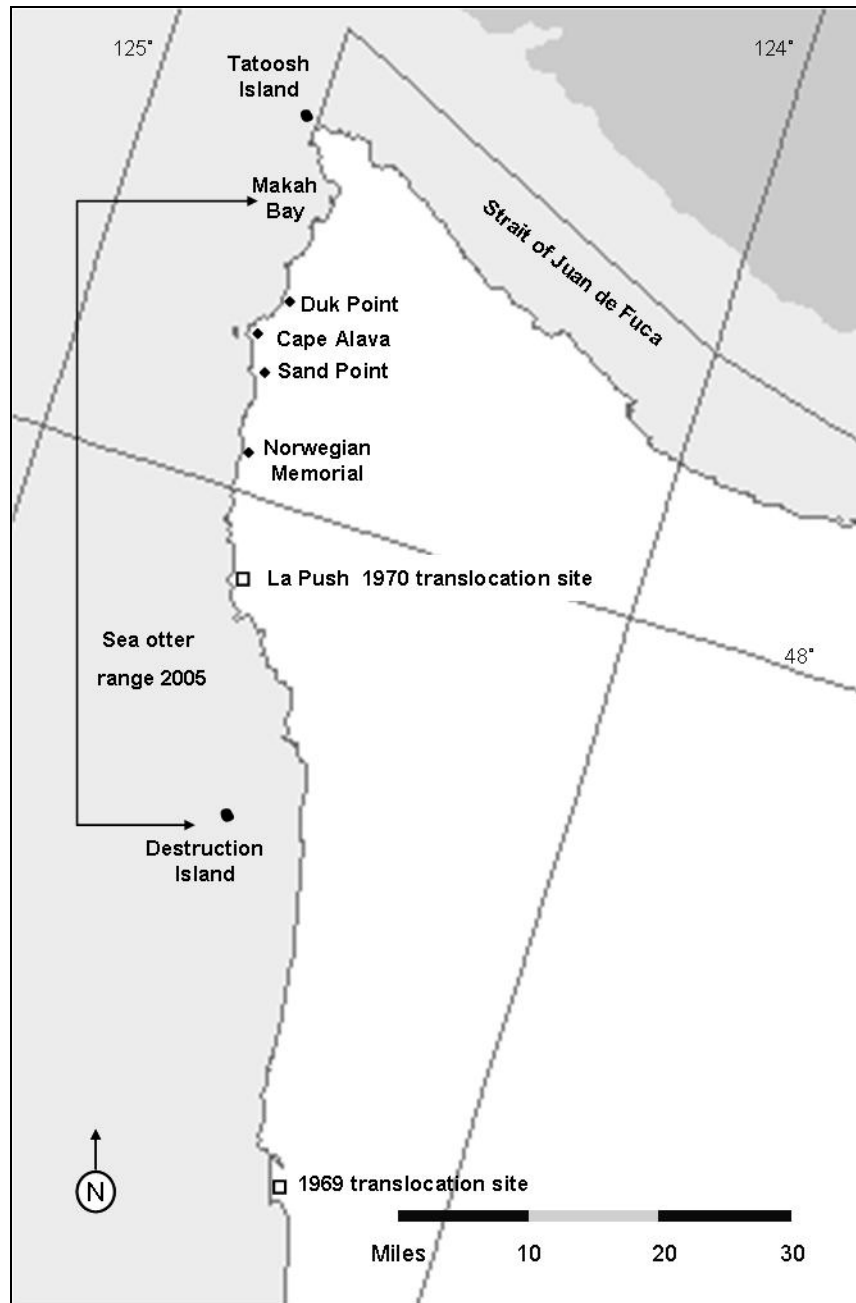 125°
124°
Tatoosh
Island
Makah
Bay
Strait of Juan de Fuca
Duk Point
Cape Alava
Sand Point
Norwegian
Memorial
La Push 1970 translocation site
Sea otter
range 2005
48°
Destruction
Island
N
1969 translocation site
Miles 10 20 30